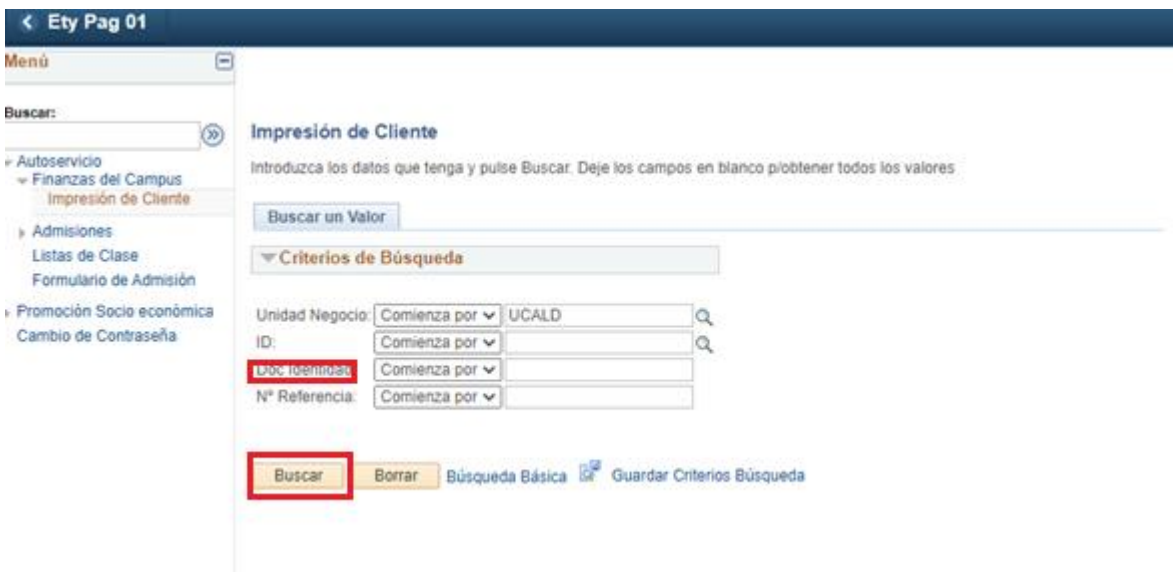 Ety Pag 01
Menú
Buscar:
Autoservicio
Finanzas del Campus
Impresión de Cliente
Admisiones
Listas de Clase
Formulario de Admisión
Promoción Socio económica
Cambio de Contraseña
Impresión de Cliente
Introduzca los datos que tenga y pulse Buscar. Deje los campos en blanco p/obtener todos los valores
Buscar un Valor
Criterios de Búsqueda
Unidad Negocio: Comienza por UCALD
ID: Comienza por
Doc Identidad Comienza por
Nº Referencia: Comienza por
Buscar Borrar Búsqueda Básica Guardar Criterios Búsqueda